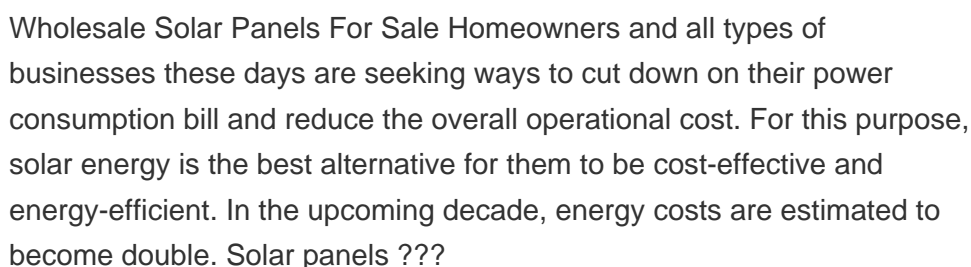 Wholesale Solar Panels For Sale Homeowners and all types of
businesses these days are seeking ways to cut down on their power
consumption bill and reduce the overall operational cost. For this purpose,
solar energy is the best alternative for them to be cost-effective and
energy-efficient. In the upcoming decade, energy costs are estimated to
become double. Solar panels ???